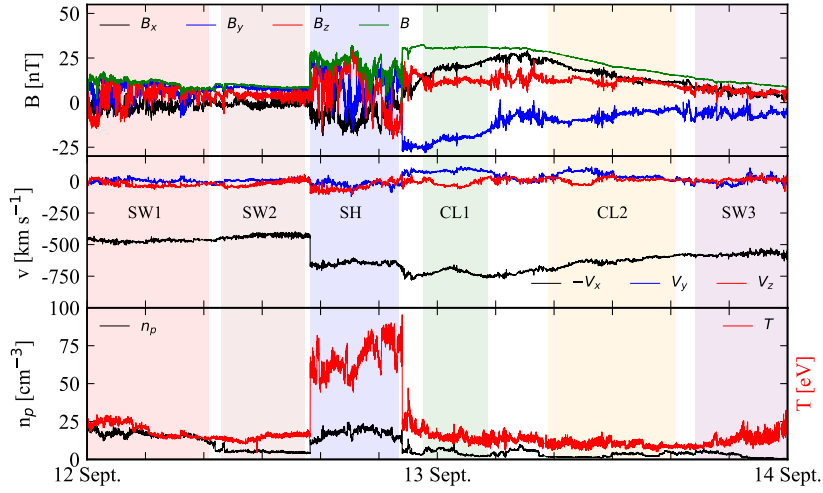 50
25
0
-25
B [nT]
B_x B_y B_z B
0
-250
-500
-750
v [km s⁻¹]
SW1 SW2 SH CL1 CL2 SW3
−V_x V_y V_z
100
75
50
25
0
n_p [cm⁻³]
n_p T
T [eV]
12 Sept. 13 Sept. 14 Sept.